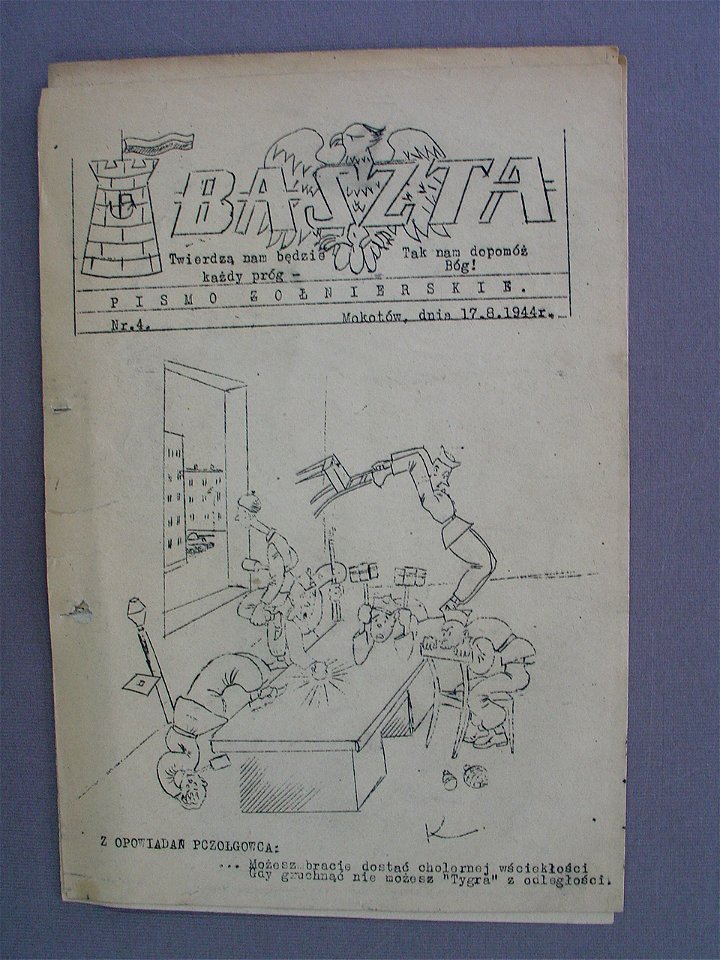 BASZTA
Twierdzą nam będzie
każdy próg -
Tak nam dopomóż
Bóg!
PISMO ŻOŁNIERSKIE.
Nr.4. Mokotów, dnia 17.8.1944r.
K
Z OPOWIADAŃ PCZOLGOWCA:
... Możesz bracie dostać cholernej wściekłości
Gdy gruchnąć nie możesz "Tygra" z odległości.